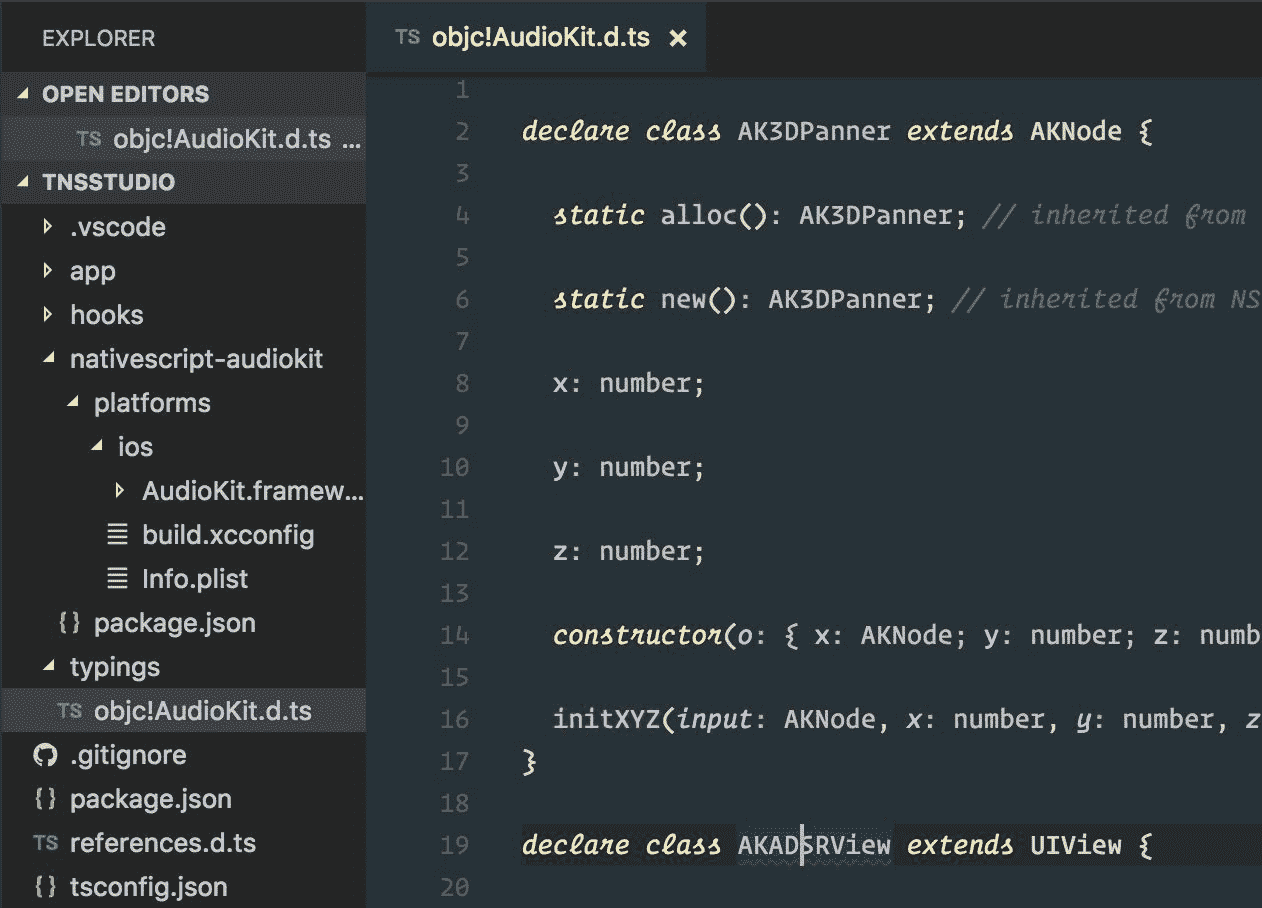 EXPLORER
OPEN EDITORS
TS objc!AudioKit.d.ts ...
TNSSTUDIO
.vscode
app
hooks
nativescript-audiokit
platforms
ios
AudioKit.framew...
build.xcconfig
Info.plist
{} package.json
typings
TS objc!AudioKit.d.ts
.gitignore
{} package.json
TS references.d.ts
{} tsconfig.json
TS objc!AudioKit.d.ts ×
1
2 declare class AK3DPanner extends AKNode {
3
4 static alloc(): AK3DPanner; // inherited from
5
6 static new(): AK3DPanner; // inherited from NS
7
8 x: number;
9
10 y: number;
11
12 z: number;
13
14 constructor(o: { x: AKNode; y: number; z: numb
15
16 initXYZ(input: AKNode, x: number, y: number, z
17 }
18
19 declare class AKADSRView extends UIView {
20